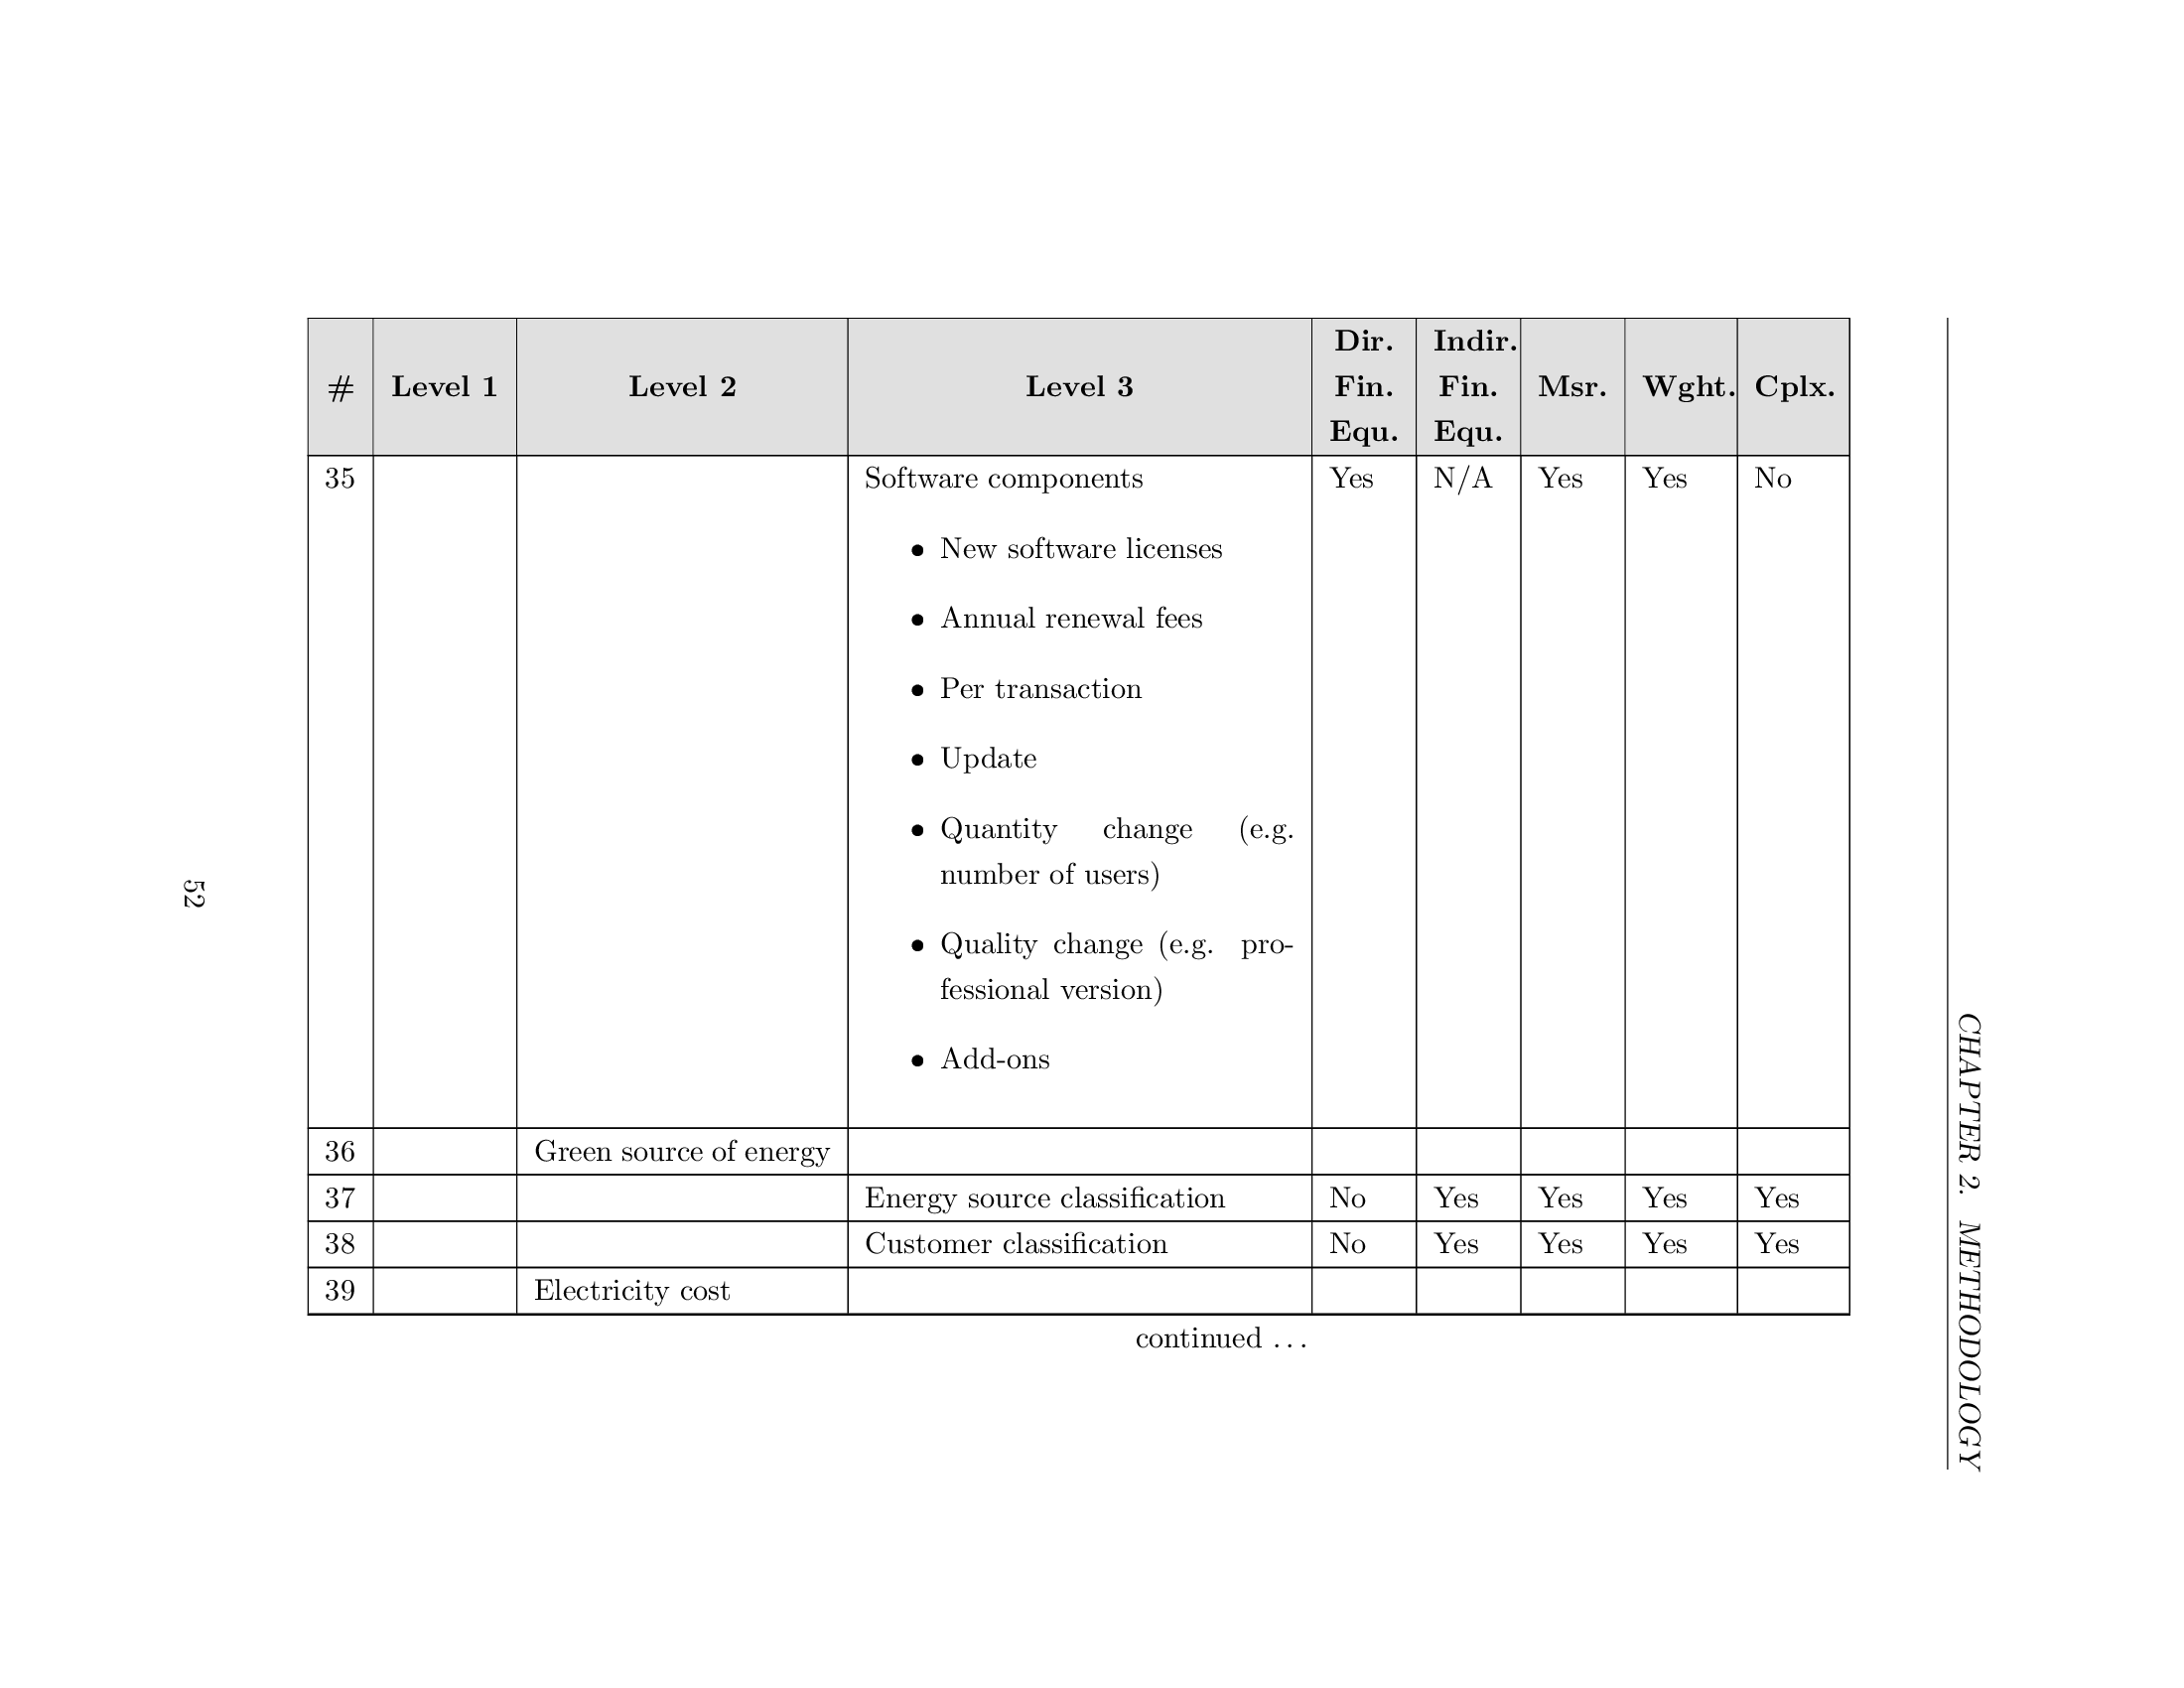 CHAPTER 2. METHODOLOGY
# Level 1 Level 2 Level 3 Dir. Fin. Equ. Indir. Fin. Equ. Msr. Wght. Cplx.
35 Software components Yes N/A Yes Yes No
• New software licenses
• Annual renewal fees
• Per transaction
• Update
• Quantity change (e.g.
number of users)
• Quality change (e.g. pro-
fessional version)
• Add-ons
36 Green source of energy
37 Energy source classification No Yes Yes Yes Yes
38 Customer classification No Yes Yes Yes Yes
39 Electricity cost
continued ...
52